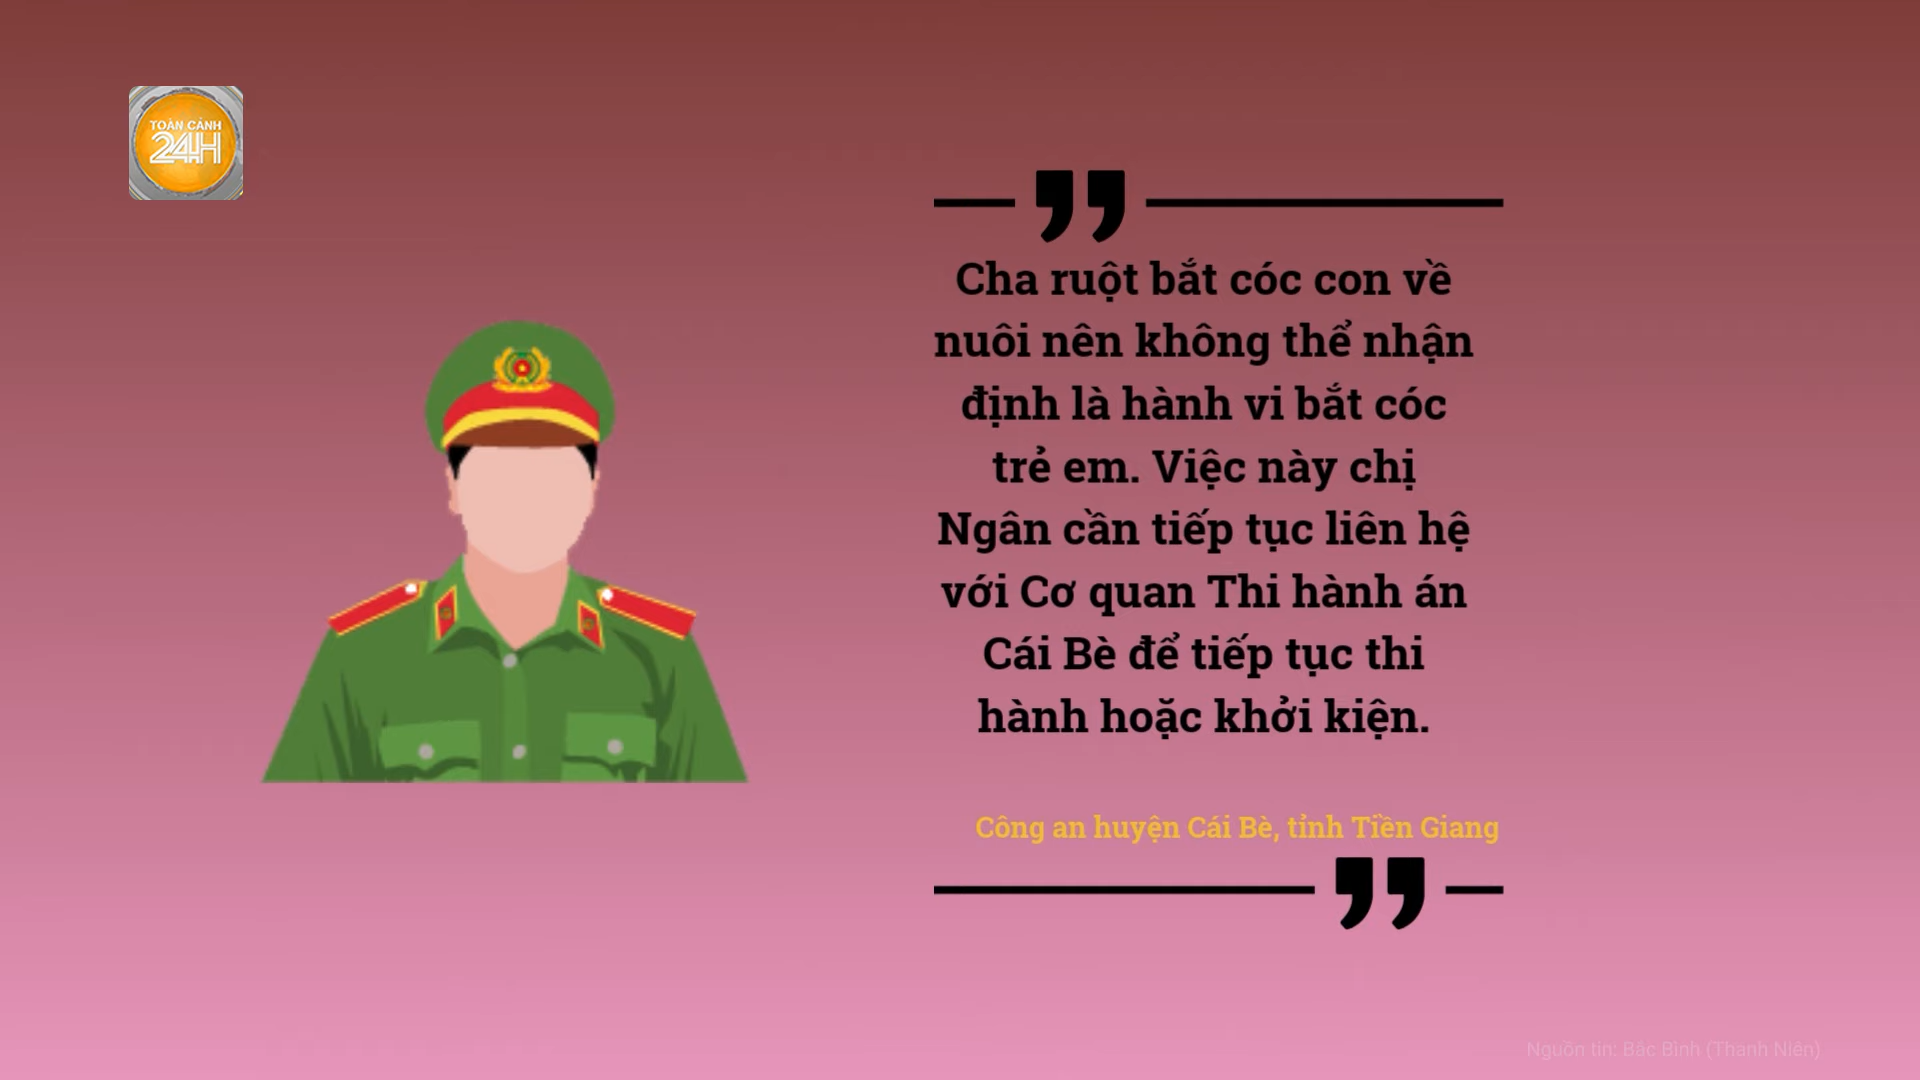 TOÀN CẢNH
24H
Cha ruột bắt cóc con về
nuôi nên không thể nhận
định là hành vi bắt cóc
trẻ em. Việc này chị
Ngân cần tiếp tục liên hệ
với Cơ quan Thi hành án
Cái Bè để tiếp tục thi
hành hoặc khởi kiện.
Công an huyện Cái Bè, tỉnh Tiền Giang
Nguồn tin: Bắc Bình (Thanh Niên)